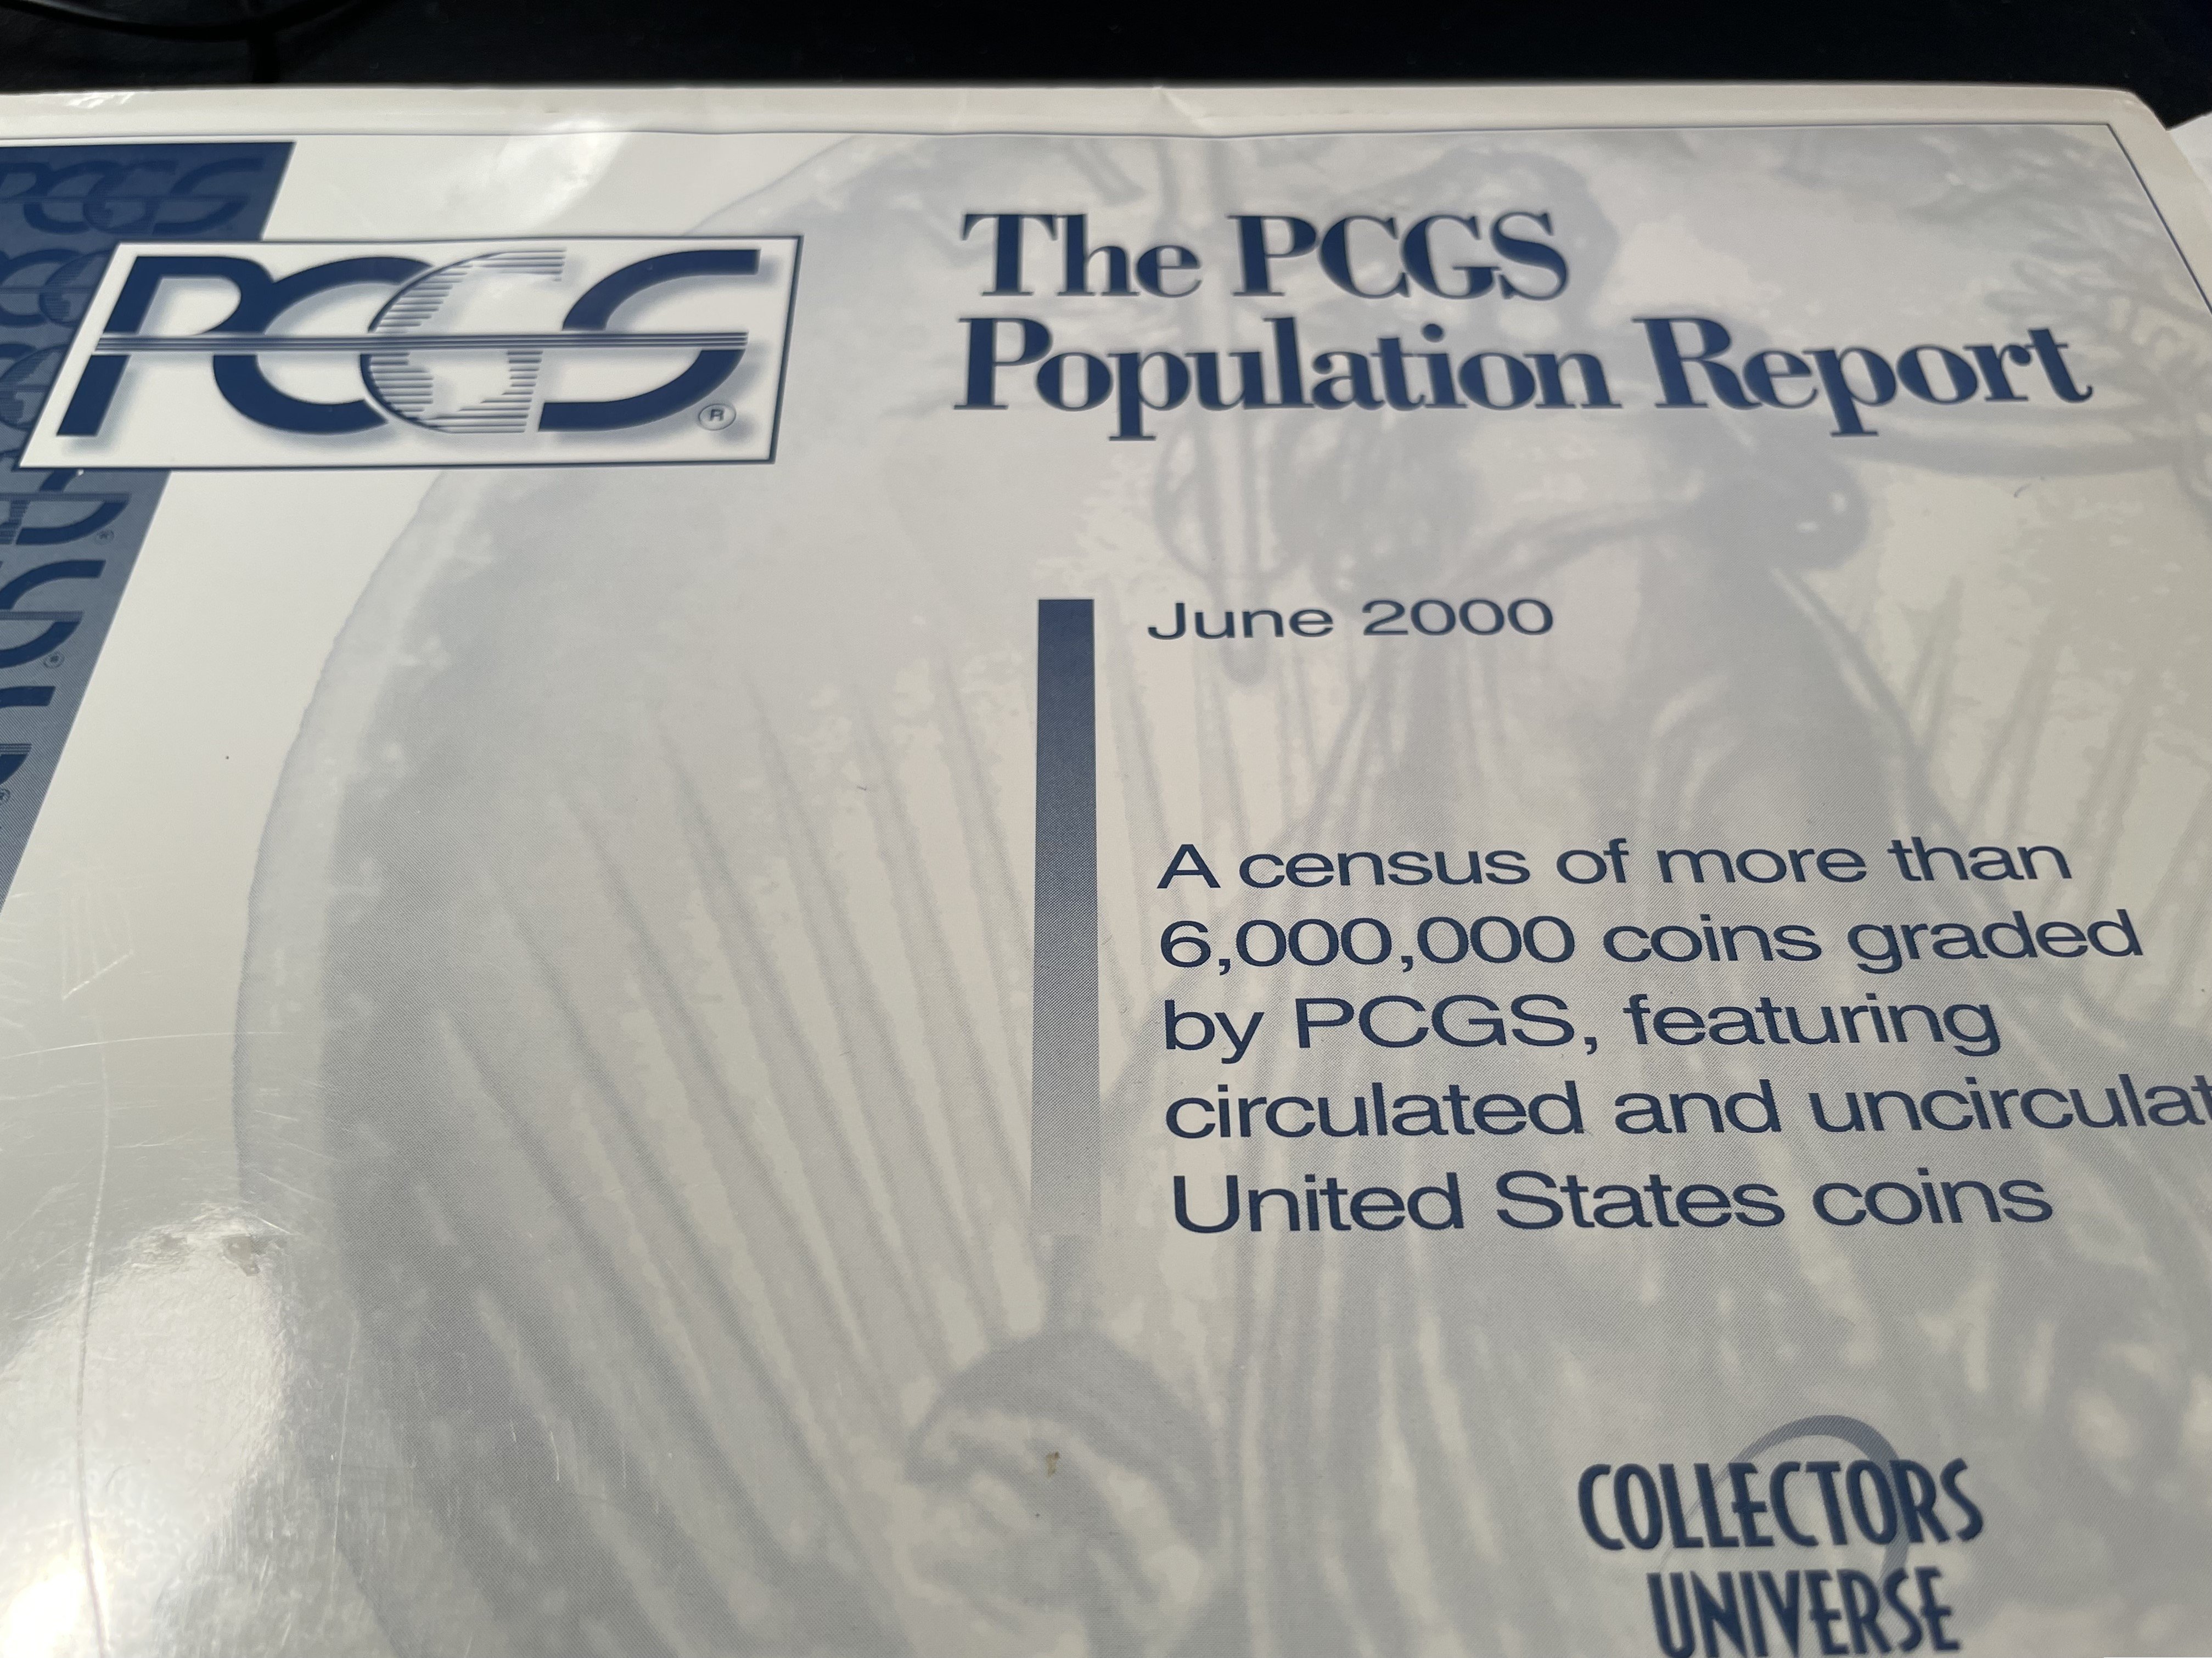 PCGS
The PCGS
Population Report
June 2000
A census of more than
6,000,000 coins graded
by PCGS, featuring
circulated and uncirculat
United States coins
COLLECTORS
UNIVERSE